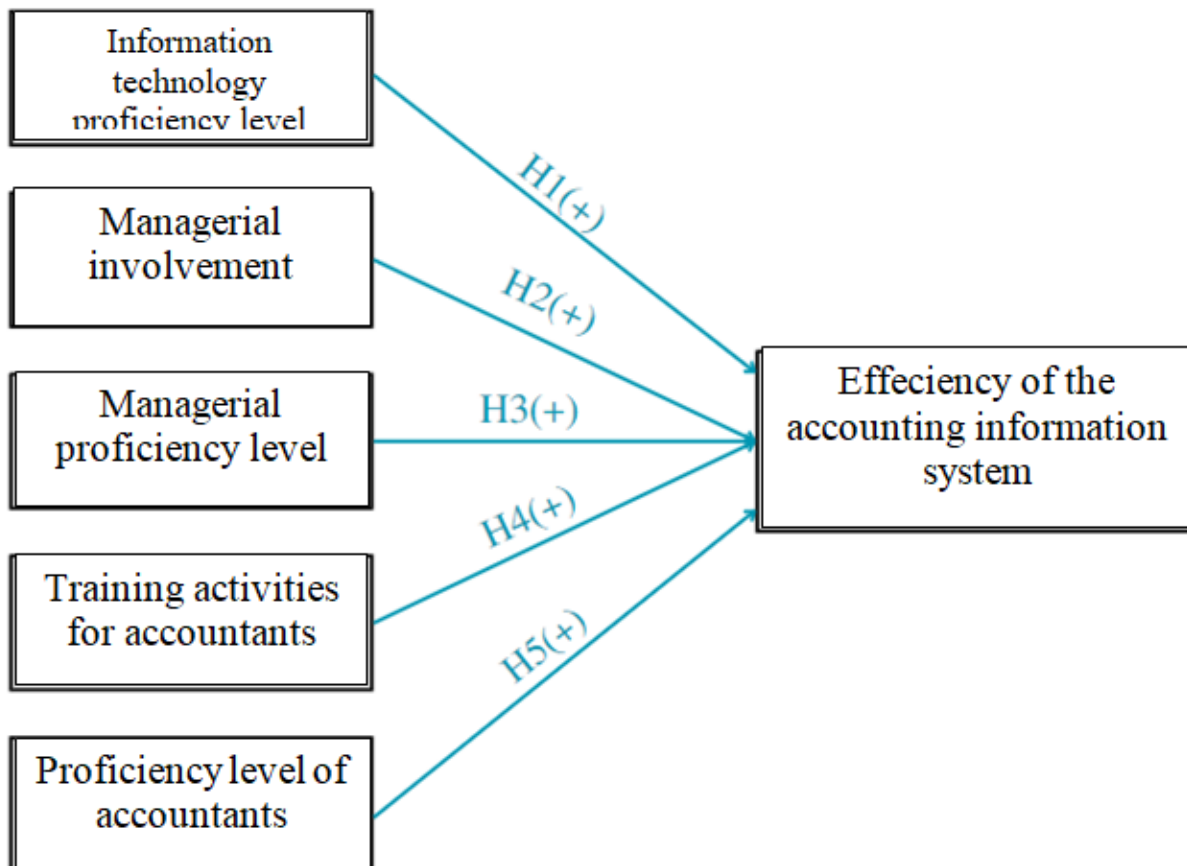 Information
technology
proficiency level
H1(+)
Managerial
involvement
H2(+)
Managerial
proficiency level
H3(+)
Effeciency of the
accounting information
system
Training activities
for accountants
H4(+)
H5(+)
Proficiency level of
accountants